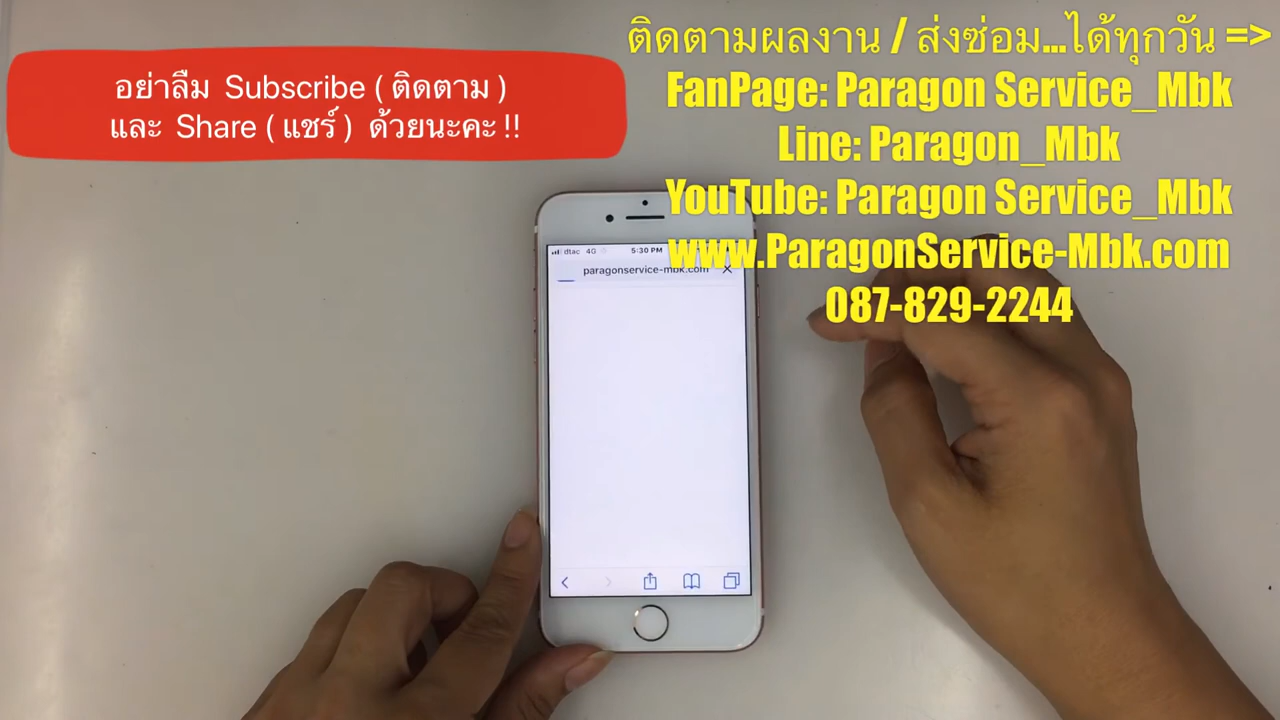 อย่าลืม Subscribe ( ติดตาม )
และ Share ( แชร์ ) ด้วยนะคะ !!
ติดตามผลงาน / ส่งซ่อม...ได้ทุกวัน =>
FanPage: Paragon Service_Mbk
Line: Paragon_Mbk
YouTube: Paragon Service_Mbk
www.ParagonService-Mbk.com
087-829-2244
dtac 4G 5:30 PM
paragonservice-mbk.com